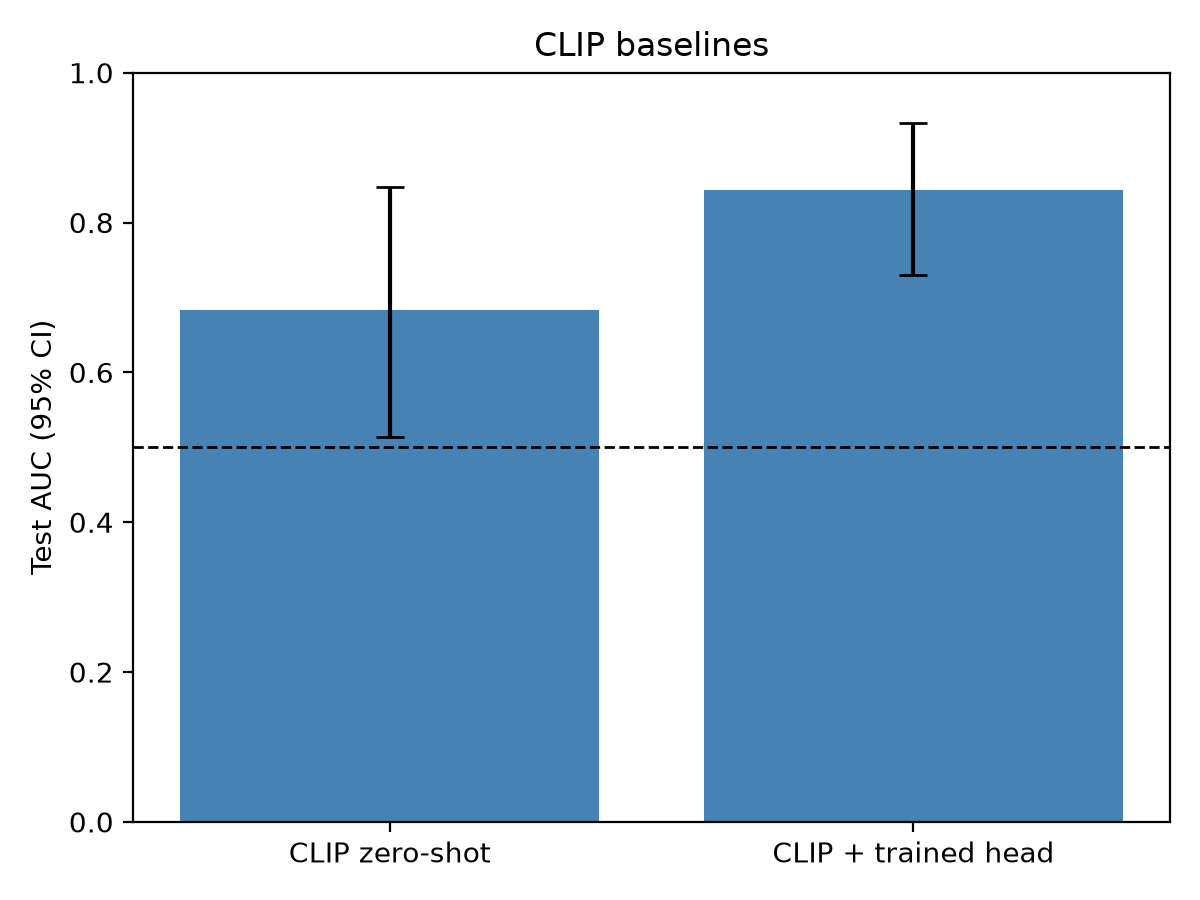 CLIP baselines
Test AUC (95% CI)
1.0
0.8
0.6
0.4
0.2
0.0
CLIP zero-shot
CLIP + trained head